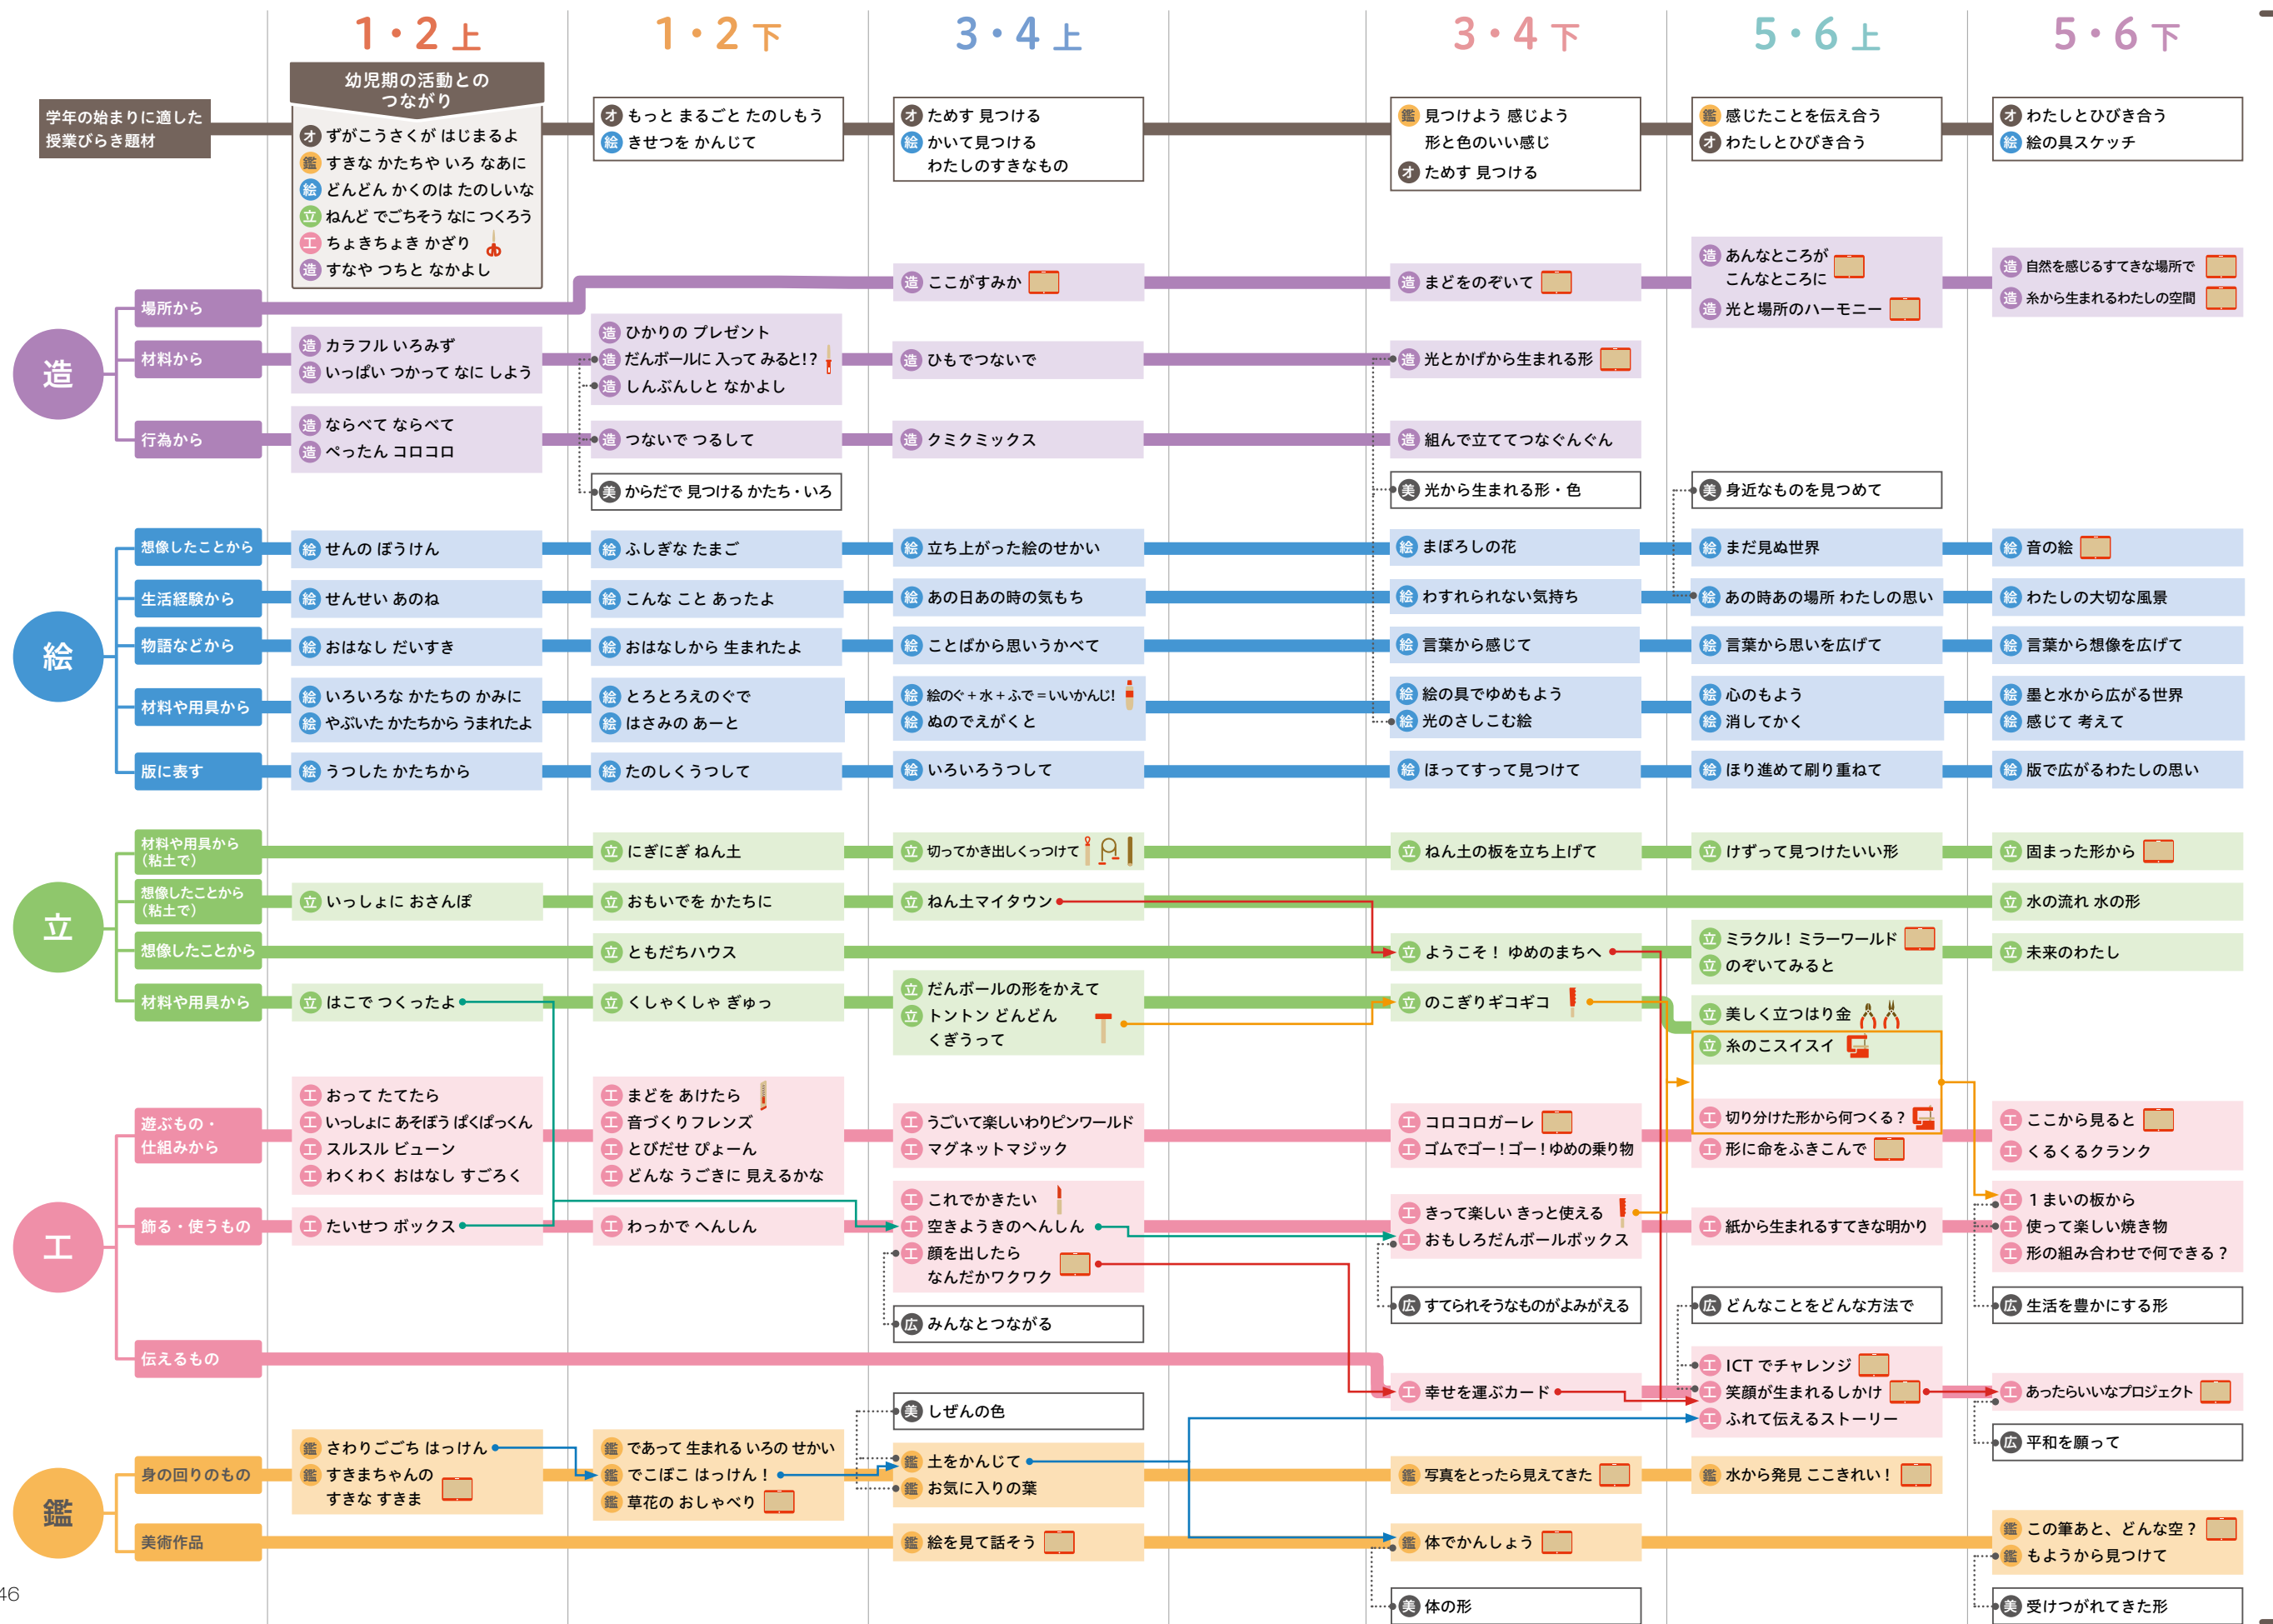 1・2 上
1・2 下
3・4 上
3・4 下
5・6 上
5・6 下
学年の始まりに適した
授業びらき題材
幼児期の活動との
つながり
オ ずがこうさくが はじまるよ
鑑 すきな かたちや いろ なあに
絵 どんどん かくのは たのしいな
立 ねんど でごちそう なに つくろう
工 ちょきちょき かざり
造 すなや つちと なかよし
オ もっと まるごと たのしもう
絵 きせつを かんじて
オ ためす 見つける
絵 かいて見つける
わたしのすきなもの
鑑 見つけよう 感じよう
形と色のいい感じ
オ ためす 見つける
鑑 感じたことを伝え合う
オ わたしとひびき合う
オ わたしとひびき合う
絵 絵の具スケッチ
造
場所から
造 ここがすみか
造 まどをのぞいて
造 あんなところが
こんなところに
造 光と場所のハーモニー
造 自然を感じるすてきな場所で
造 糸から生まれるわたしの空間
材料から
造 カラフル いろみず
造 いっぱい つかって なに しよう
造 ひかりの プレゼント
造 だんボールに 入って みると!?
造 しんぶんしと なかよし
造 ひもでつないで
造 光とかげから生まれる形
行為から
造 ならべて ならべて
造 ぺったん コロコロ
造 つないで つるして
造 クミクミックス
造 組んで立ててつなぐんぐん
美 からだで 見つける かたち・いろ
美 光から生まれる形・色
美 身近なものを見つめて
絵
想像したことから
絵 せんの ぼうけん
絵 ふしぎな たまご
絵 立ち上がった絵のせかい
絵 まぼろしの花
絵 まだ見ぬ世界
絵 音の絵
生活経験から
絵 せんせい あのね
絵 こんな こと あったよ
絵 あの日あの時の気もち
絵 わすれられない気持ち
絵 あの時あの場所 わたしの思い
絵 わたしの大切な風景
物語などから
絵 おはなし だいすき
絵 おはなしから 生まれたよ
絵 ことばから思いうかべて
絵 言葉から感じて
絵 言葉から思いを広げて
絵 言葉から想像を広げて
材料や用具から
絵 いろいろな かたちの かみに
絵 やぶいた かたちから うまれたよ
絵 とろとろえのぐで
絵 はさみの あーと
絵 絵のぐ+水+ふで=いいかんじ!
絵 ぬのでえがくと
絵 絵の具でゆめもよう
絵 光のさしこむ絵
絵 心のもよう
絵 消してかく
絵 墨と水から広がる世界
絵 感じて 考えて
版に表す
絵 うつした かたちから
絵 たのしくうつして
絵 いろいろうつして
絵 ほってすって見つけて
絵 ほり進めて刷り重ねて
絵 版で広がるわたしの思い
立
材料や用具から
(粘土で)
立 にぎにぎ ねん土
立 切ってかき出しくっつけて
立 ねん土の板を立ち上げて
立 けずって見つけたいい形
立 固まった形から
想像したことから
(粘土で)
立 いっしょに おさんぽ
立 おもいでを かたちに
立 ねん土マイタウン
立 水の流れ 水の形
想像したことから
立 ともだちハウス
立 ようこそ！ ゆめのまちへ
立 ミラクル！ ミラーワールド
立 のぞいてみると
立 未来のわたし
材料や用具から
立 はこで つくったよ
立 くしゃくしゃ ぎゅっ
立 だんボールの形をかえて
立 トントン どんどん
くぎうって
立 のこぎりギコギコ
立 美しく立つはり金
立 糸のこスイスイ
工
遊ぶもの・
仕組みから
工 おって たてたら
工 いっしょに あそぼう ぱくぱっくん
工 スルスル ビューン
工 わくわく おはなし すごろく
工 まどを あけたら
工 音づくりフレンズ
工 とびだせ ぴょーん
工 どんな うごきに 見えるかな
工 うごいて楽しいわりピンワールド
工 マグネットマジック
工 コロコロガーレ
工 ゴムでゴー！ゴー！ゆめの乗り物
工 切り分けた形から何つくる？
工 形に命をふきこんで
工 ここから見ると
工 くるくるクランク
飾る・使うもの
工 たいせつ ボックス
工 わっかで へんしん
工 これでかきたい
工 空きようきのへんしん
工 顔を出したら
なんだかワクワク
工 きって楽しい きっと使える
工 おもしろだんボールボックス
工 紙から生まれるすてきな明かり
工 1まいの板から
工 使って楽しい焼き物
工 形の組み合わせで何できる？
広 みんなとつながる
広 すてられそうなものがよみがえる
広 どんなことをどんな方法で
広 生活を豊かにする形
伝えるもの
工 幸せを運ぶカード
工 ICT でチャレンジ
工 笑顔が生まれるしかけ
工 ふれて伝えるストーリー
工 あったらいいなプロジェクト
美 しぜんの色
広 平和を願って
鑑
身の回りのもの
鑑 さわりごごち はっけん
鑑 すきまちゃんの
すきな すきま
鑑 であって 生まれる いろの せかい
鑑 でこぼこ はっけん！
鑑 草花の おしゃべり
鑑 土をかんじて
鑑 お気に入りの葉
鑑 写真をとったら見えてきた
鑑 水から発見 ここきれい！
美術作品
鑑 絵を見て話そう
鑑 体でかんしょう
鑑 この筆あと、どんな空？
鑑 もようから見つけて
美 体の形
美 受けつがれてきた形
46